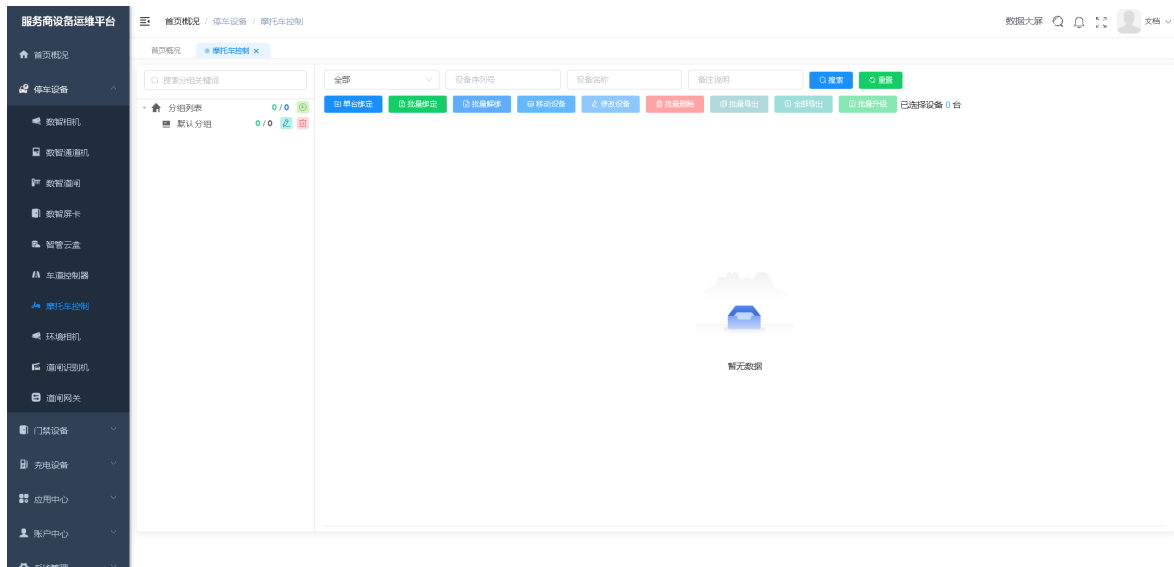 服务商设备运维平台
首页概况 / 停车设备 / 摩托车控制
数据大屏
文档
首页概况
首页概况
摩托车控制 ×
停车设备
数智相机
数智通道机
数智道闸
数智屏卡
智管云盒
车道控制器
摩托车控制
环境相机
道闸识别机
道闸网关
门禁设备
充电设备
应用中心
账户中心
系统管理
搜索分组关键词
分组列表 0 / 0
默认分组 0 / 0
全部
设备序列号
设备名称
备注说明
搜索
重置
单台绑定
批量绑定
批量解绑
移动设备
修改设备
批量删除
批量导出
全部导出
批量升级
已选择设备 0 台
暂无数据